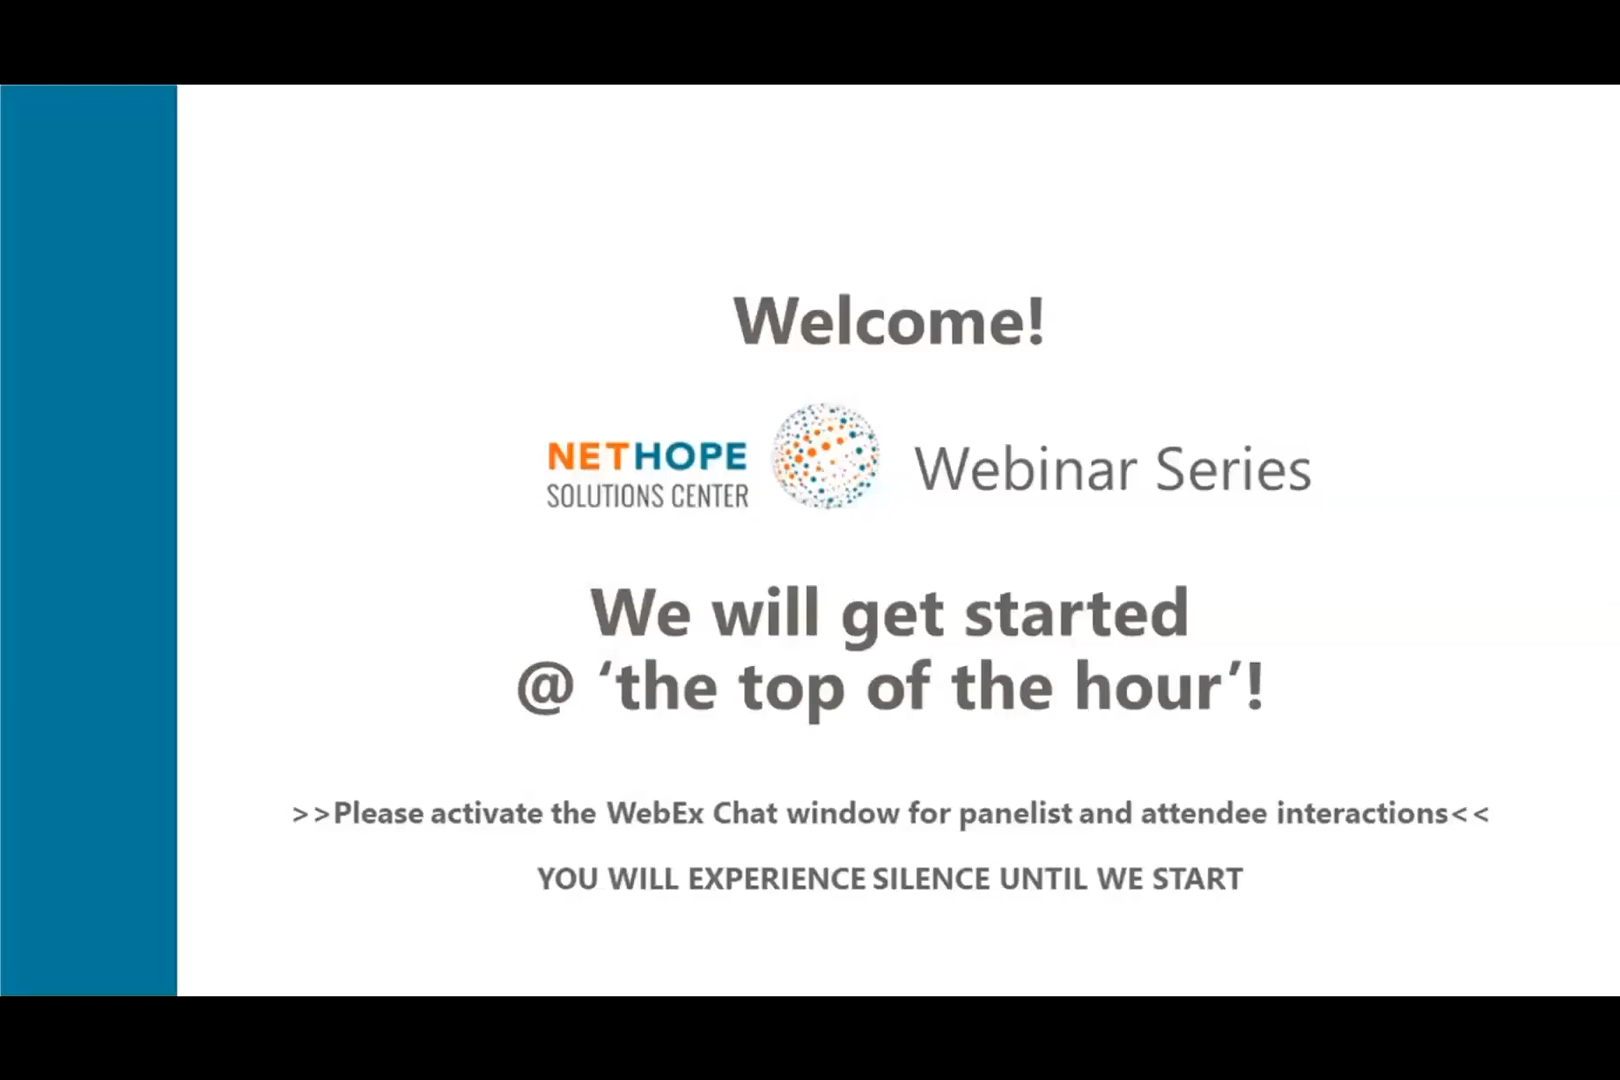 Welcome!
NETHOPE
SOLUTIONS CENTER
Webinar Series
We will get started
@ ‘the top of the hour’!
>>Please activate the WebEx Chat window for panelist and attendee interactions<<
YOU WILL EXPERIENCE SILENCE UNTIL WE START